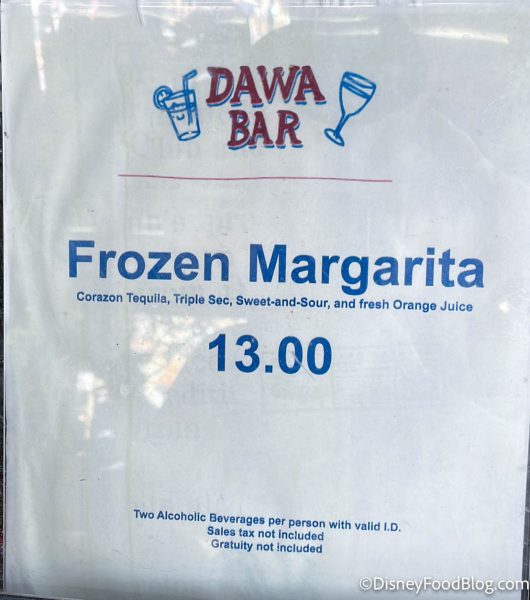 DAWA
BAR
Frozen Margarita
Corazon Tequila, Triple Sec, Sweet-and-Sour, and fresh Orange Juice
13.00
Two Alcoholic Beverages per person with valid I.D.
Sales tax not included
Gratuity not included
©DisneyFoodBlog.com